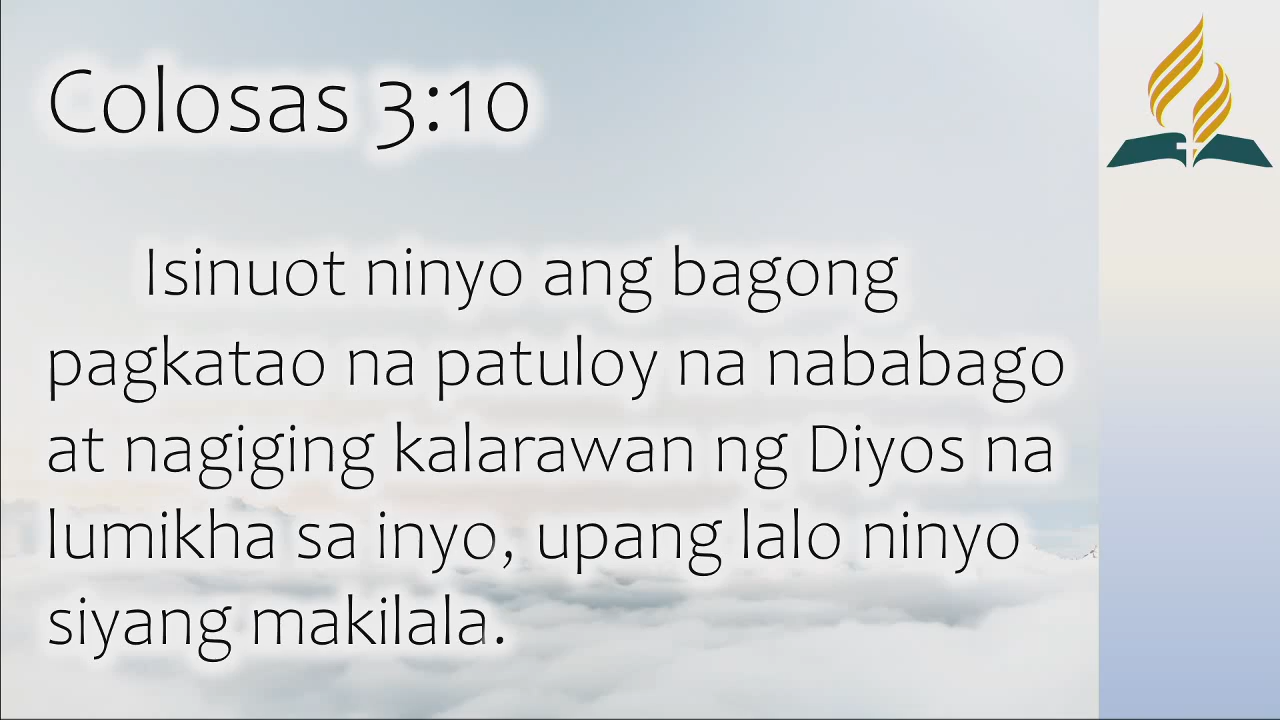 Colosas 3:10
Isinuot ninyo ang bagong
pagkatao na patuloy na nababago
at nagiging kalarawan ng Diyos na
lumikha sa inyo, upang lalo ninyo
siyang makilala.